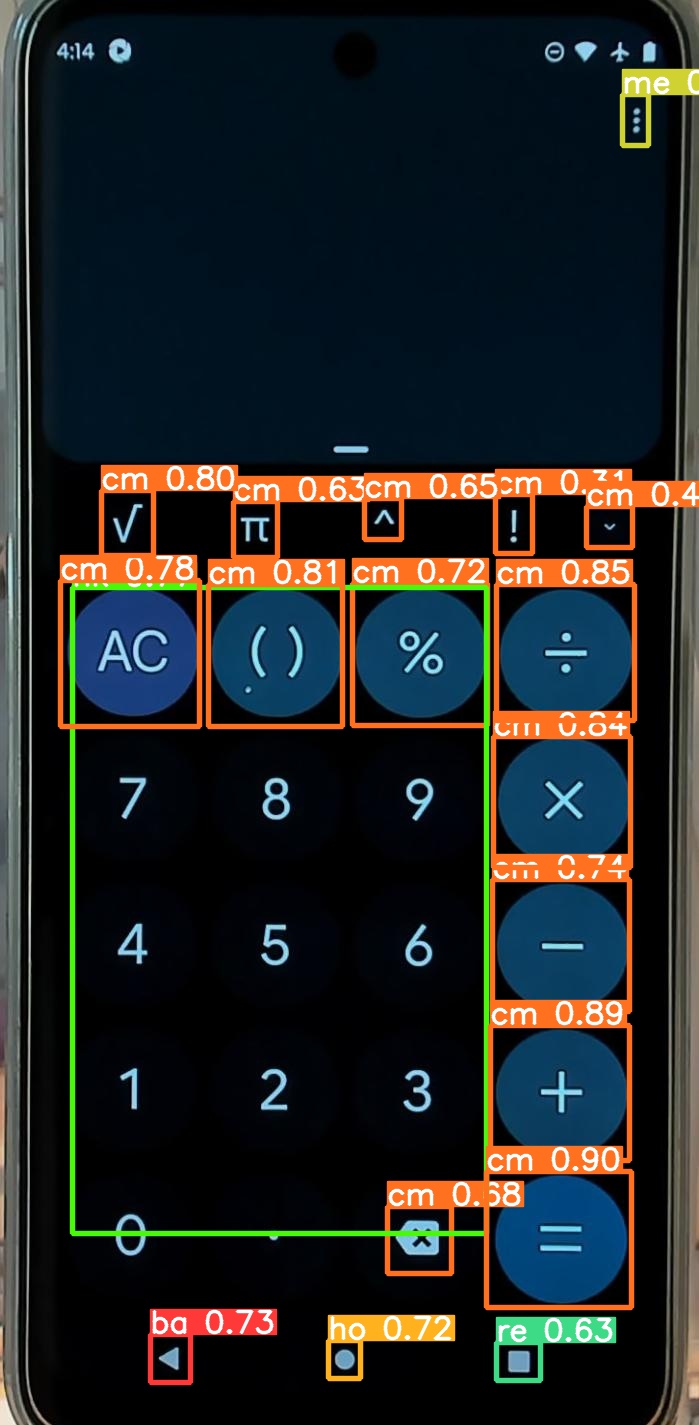 4:14
me 0
cm 0.80 cm 0.63 cm 0.65 cm 0.31 cm 0.4
√ π ^ !
cm 0.78 cm 0.81 cm 0.72 cm 0.85
AC ( ) % ÷
cm 0.84
7 8 9 ×
cm 0.74
4 5 6 −
cm 0.89
1 2 3 +
cm 0.90
cm 0.68
0 . =
ba 0.73 ho 0.72 re 0.63